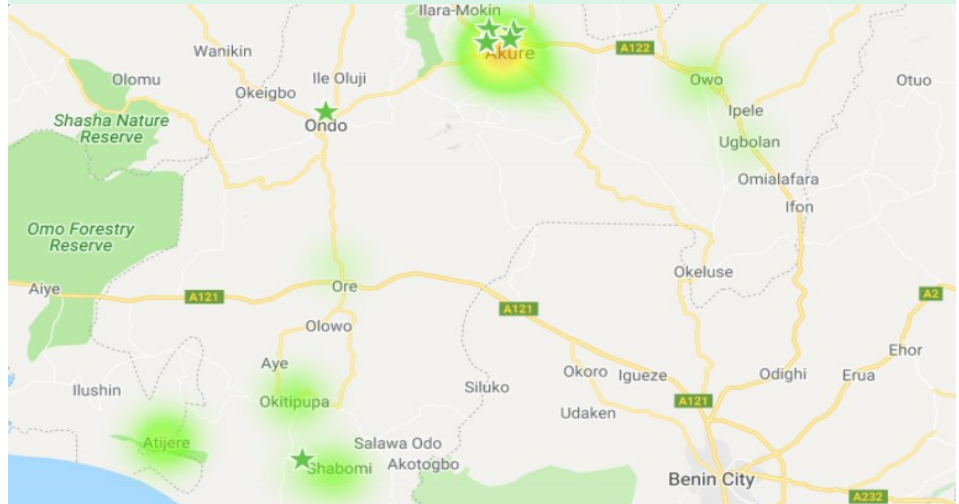 Ilara-Mokin
Wanikin
A122
Akure
Olomu
Ile Oluji
Owo
Otuo
Okeigbo
Ipele
Shasha Nature
Reserve
Ondo
Ugbolan
Omialafara
Ifon
Omo Forestry
Reserve
Okeluse
Aiye
Ore
A121
A2
A121
Olowo
Ehor
Aye
Okoro
Igueze
Odighi
Erua
Ilushin
Siluko
Okitipupa
A121
Udaken
Atijere
Salawa Odo
Shabomi
Akotogbo
Benin City
A232